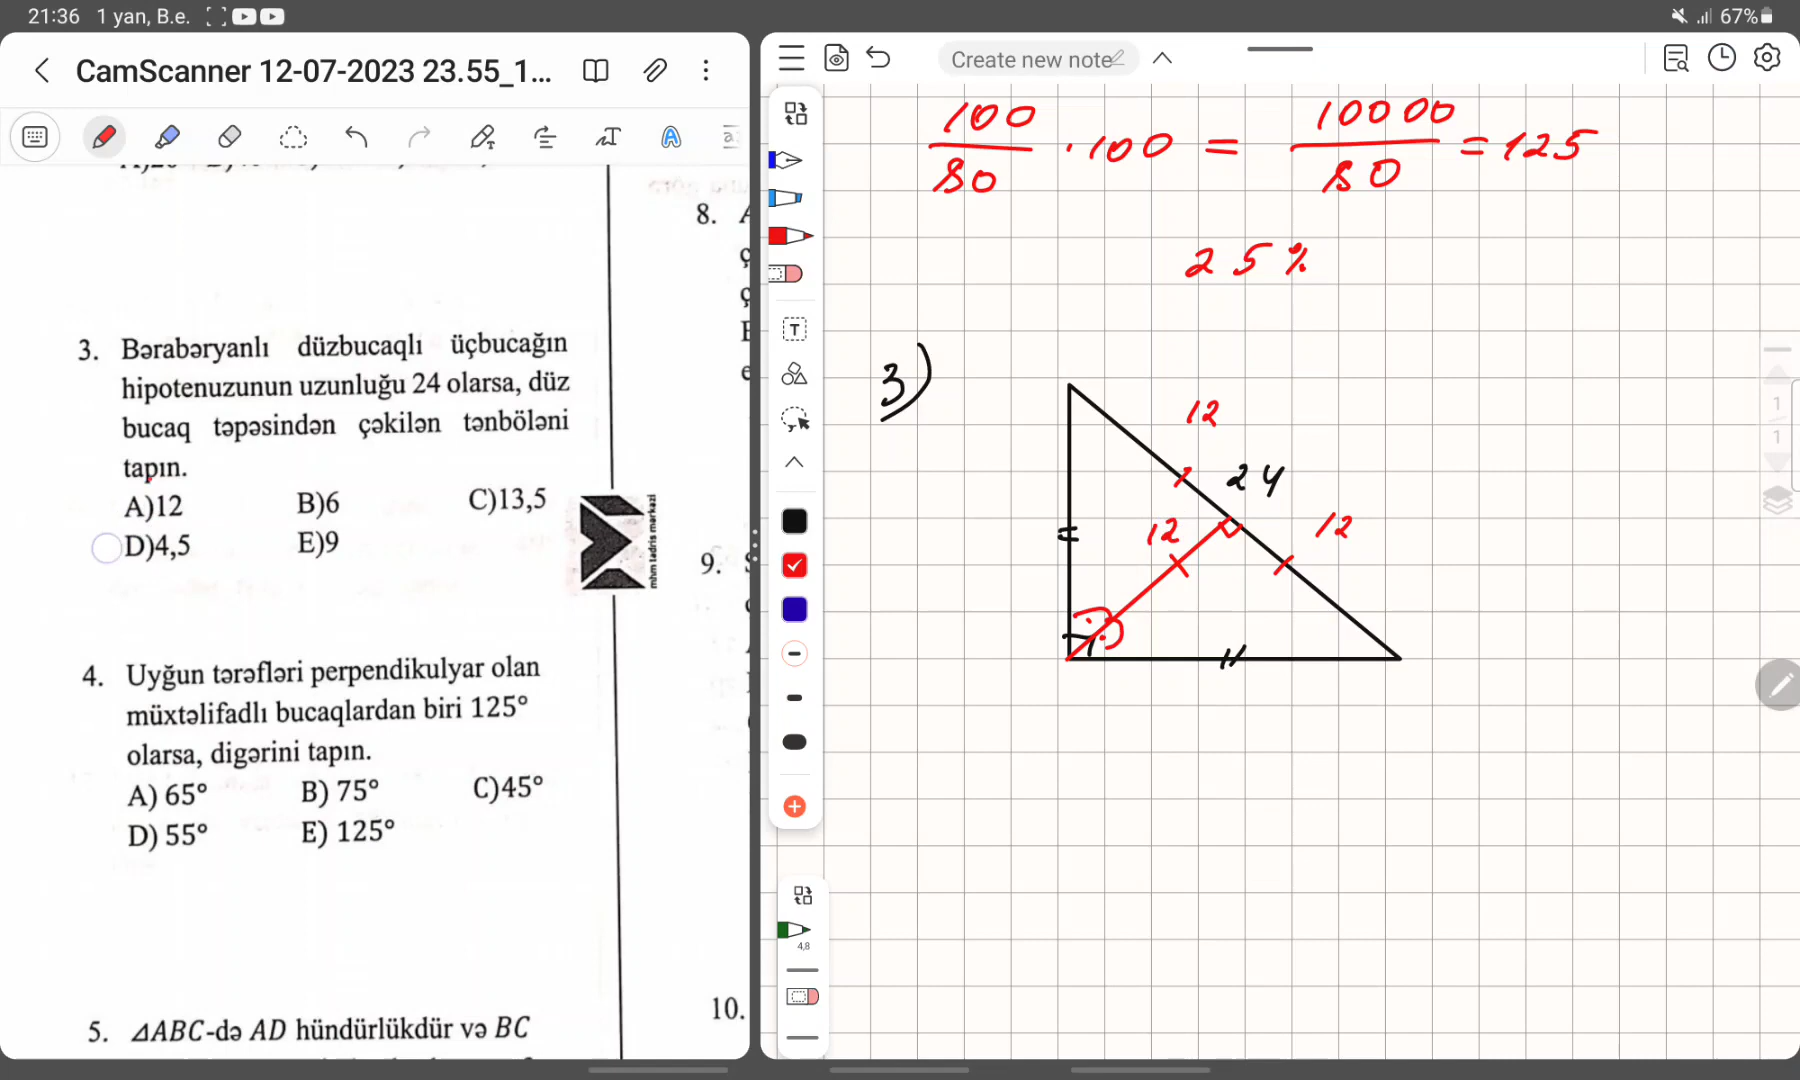 21:36 1 yan, B.e.
67%
CamScanner 12-07-2023 23.55_1...
3. Bərabəryanlı düzbucaqlı üçbucağın
hipotenuzunun uzunluğu 24 olarsa, düz
bucaq təpəsindən çəkilən tənböləni
tapın.
A)12 B)6 C)13,5
D)4,5 E)9
mhm tədris mərkəzi
4. Uyğun tərəfləri perpendikulyar olan
müxtəlifadlı bucaqlardan biri 125°
olarsa, digərini tapın.
A) 65° B) 75° C)45°
D) 55° E) 125°
5. ⊿ABC-də AD hündürlükdür və BC
8.
9.
10.
Create new note
100/80 · 100 = 10000/80 = 125
25%
3)
12
24
12
12
T
4,8
1
1